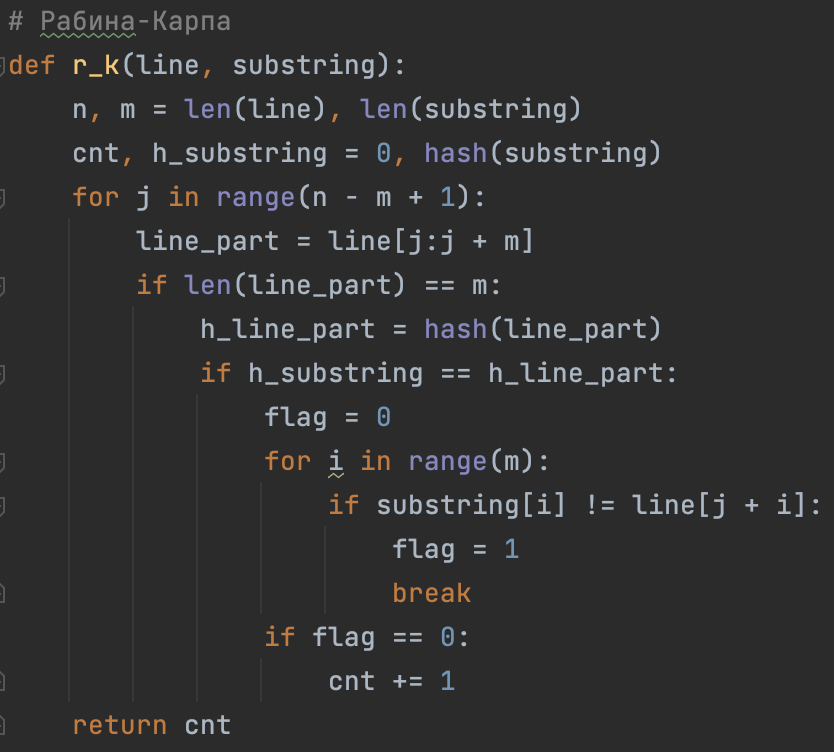 # Рабина-Карпа
def r_k(line, substring):
    n, m = len(line), len(substring)
    cnt, h_substring = 0, hash(substring)
    for j in range(n - m + 1):
        line_part = line[j:j + m]
        if len(line_part) == m:
            h_line_part = hash(line_part)
            if h_substring == h_line_part:
                flag = 0
                for i in range(m):
                    if substring[i] != line[j + i]:
                        flag = 1
                        break
                if flag == 0:
                    cnt += 1
    return cnt